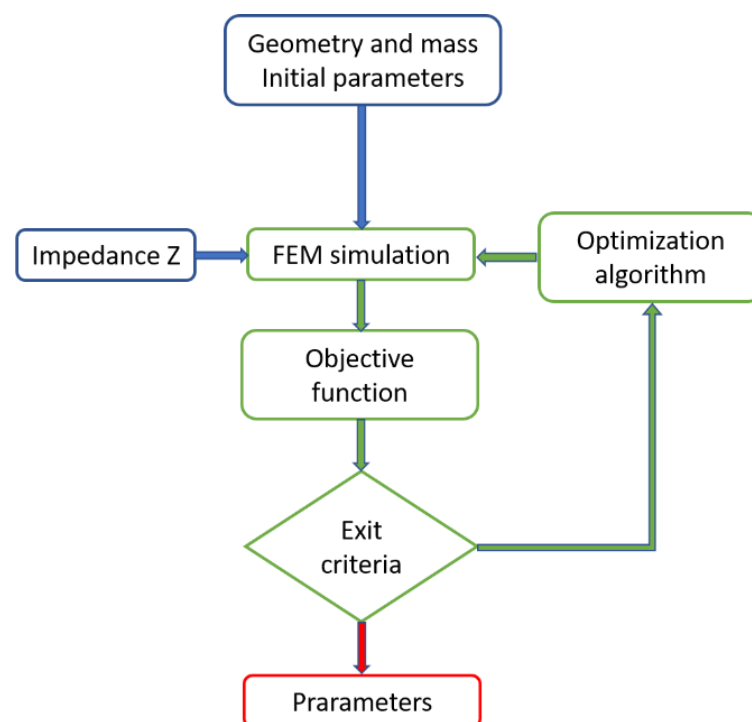 Geometry and mass
Initial parameters
Impedance Z
FEM simulation
Optimization
algorithm
Objective
function
Exit
criteria
Prarameters